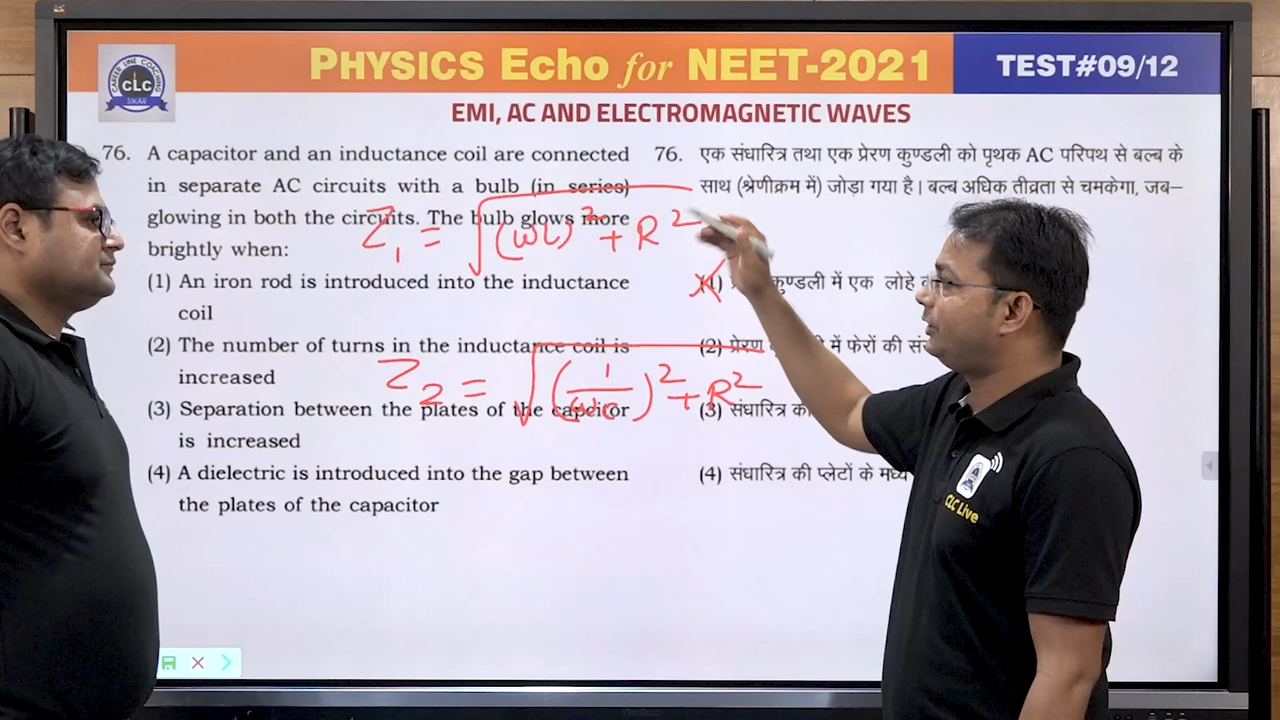 PHYSICS Echo for NEET-2021
TEST#09/12
CAREER LINE COACHING
CLC
SIKAR
EMI, AC AND ELECTROMAGNETIC WAVES
76. A capacitor and an inductance coil are connected
in separate AC circuits with a bulb (in series)
glowing in both the circuits. The bulb glows more
brightly when:
(1) An iron rod is introduced into the inductance
coil
(2) The number of turns in the inductance coil is
increased
(3) Separation between the plates of the capcitor
is increased
(4) A dielectric is introduced into the gap between
the plates of the capacitor
76. एक संधारित्र तथा एक प्रेरण कुण्डली को पृथक AC परिपथ से बल्ब के
साथ (श्रेणीक्रम में) जोड़ा गया है। बल्ब अधिक तीव्रता से चमकेगा, जब–
(1) कुण्डली में एक लोहे
(2) प्रेरण में फेरों की
(3) संधारित्र
(4) संधारित्र की प्लेटों के
Z₁ = √(ωL)² + R²
Z₂ = √(1/ωC)² + R²
CLC Live